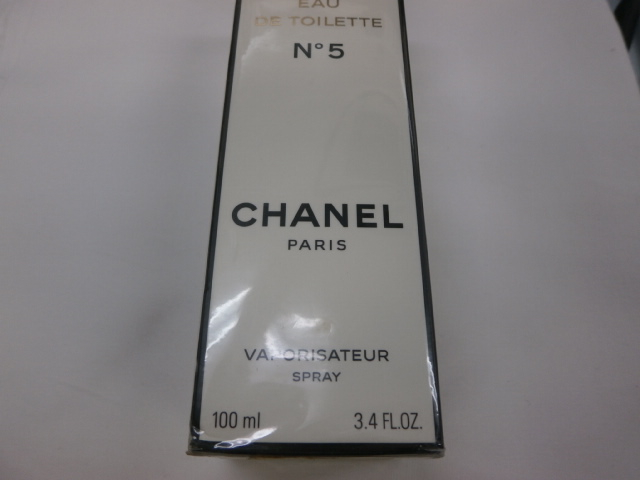 EAU
DE TOILETTE
N°5
CHANEL
PARIS
VAPORISATEUR
SPRAY
100 ml 3.4 FL.OZ.